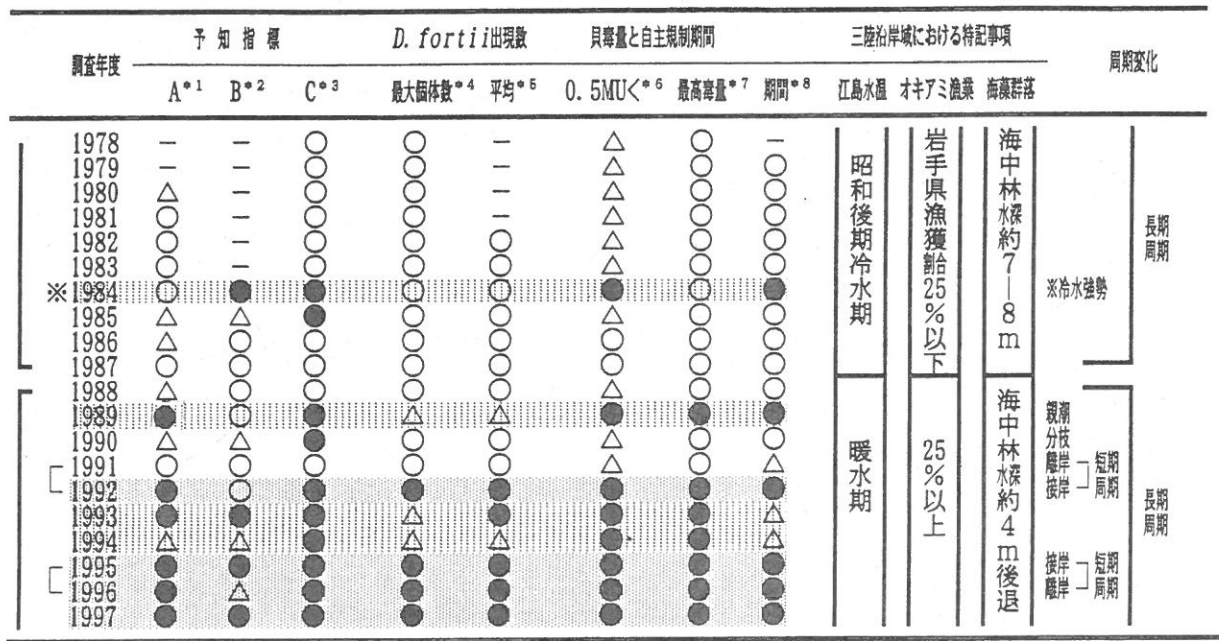 調査年度 予知指標 D. fortii出現数 貝毒量と自主規制期間 三陸沿岸域における特記事項 周期変化
A*1 B*2 C*3 最大個体数*4 平均*5 0.5MU<*6 最高毒量*7 期間*8 江島水温 オキアミ漁業 海藻群落
1978 − − ○ ○ − △ ○ −
1979 − − ○ ○ − △ ○ ○
1980 △ − ○ ○ − △ ○ ○
1981 ○ − ○ ○ − △ ○ ○
1982 ○ − ○ ○ ○ △ ○ ○
1983 ○ − ○ ○ ○ △ ○ ○
※1984 ○ ● ● ○ ○ ● ○ ●
1985 △ △ ● ○ ○ △ ○ ○
1986 △ ○ ○ ○ ○ ○ ○ ○
1987 ○ ○ ○ ○ ○ ○ ○ ○
1988 △ ○ ○ ○ ○ △ ○ ○
1989 ● ○ ● △ △ ● ● ●
1990 △ △ ● ○ ○ △ ○ ○
1991 ○ ○ ○ ○ ○ △ ○ △
1992 ● ○ ● ● ● ● ● ●
1993 ● ● ● △ ● ● ● △
1994 △ △ ● △ △ ● ● △
1995 ● ● ● ● ● ● ● ●
1996 ● △ ● ● ● ● ● ●
1997 ● ● ● ● ● ● ● ●
昭和後期冷水期
暖水期
岩手県漁獲割合25%以下
25%以上
海中林水深約7―8m
海中林水深約4m後退
※冷水強勢
長期
周期
親潮
分枝
離岸
接岸
短期
周期
接岸
離岸
短期
周期
長期
周期